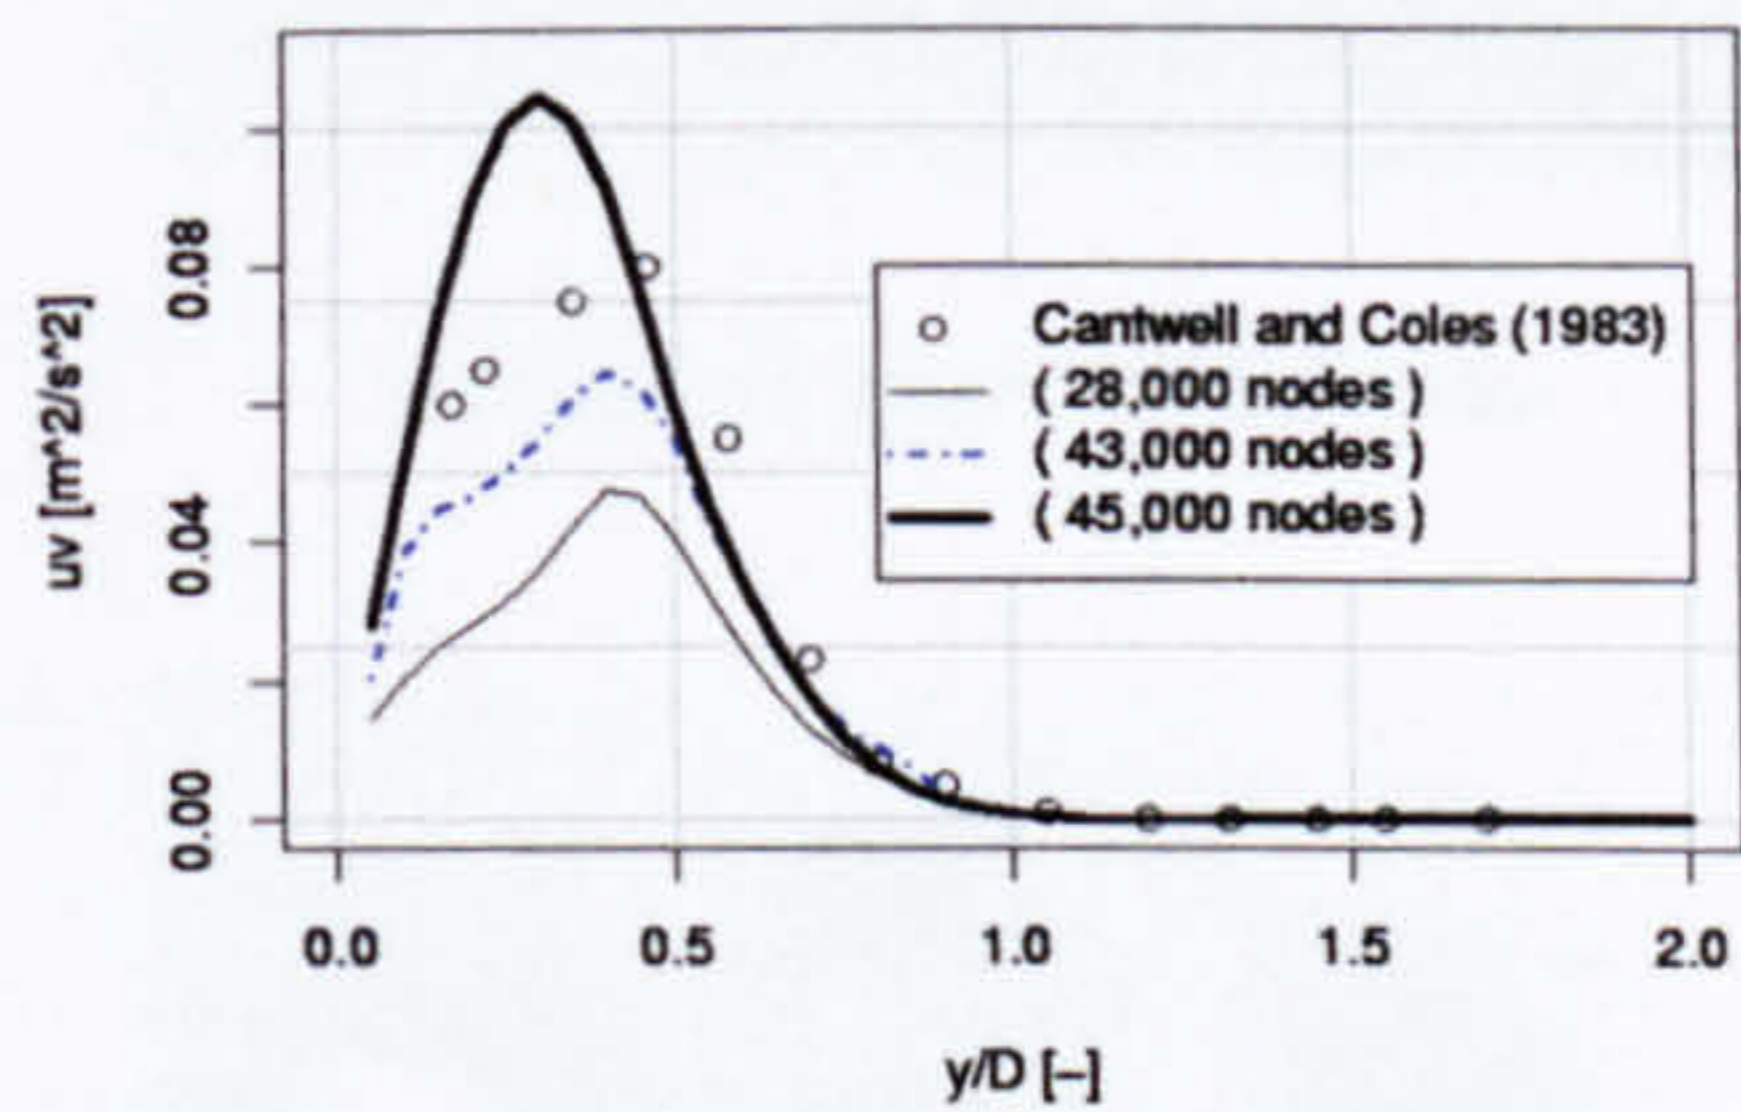 uv [m^2/s^2]
0.08
0.04
0.00
Cantwell and Coles (1983)
( 28,000 nodes )
( 43,000 nodes )
( 45,000 nodes )
0.0 0.5 1.0 1.5 2.0
y/D [–]